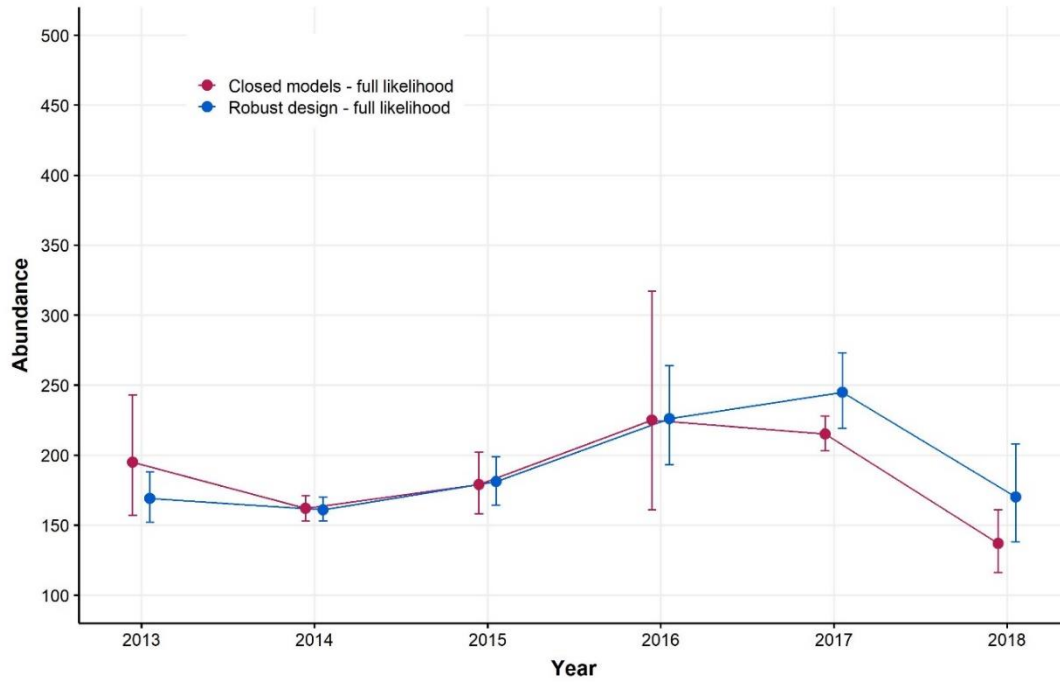 500
450
400
350
300
250
200
150
100
Abundance
Closed models - full likelihood
Robust design - full likelihood
2013 2014 2015 2016 2017 2018
Year